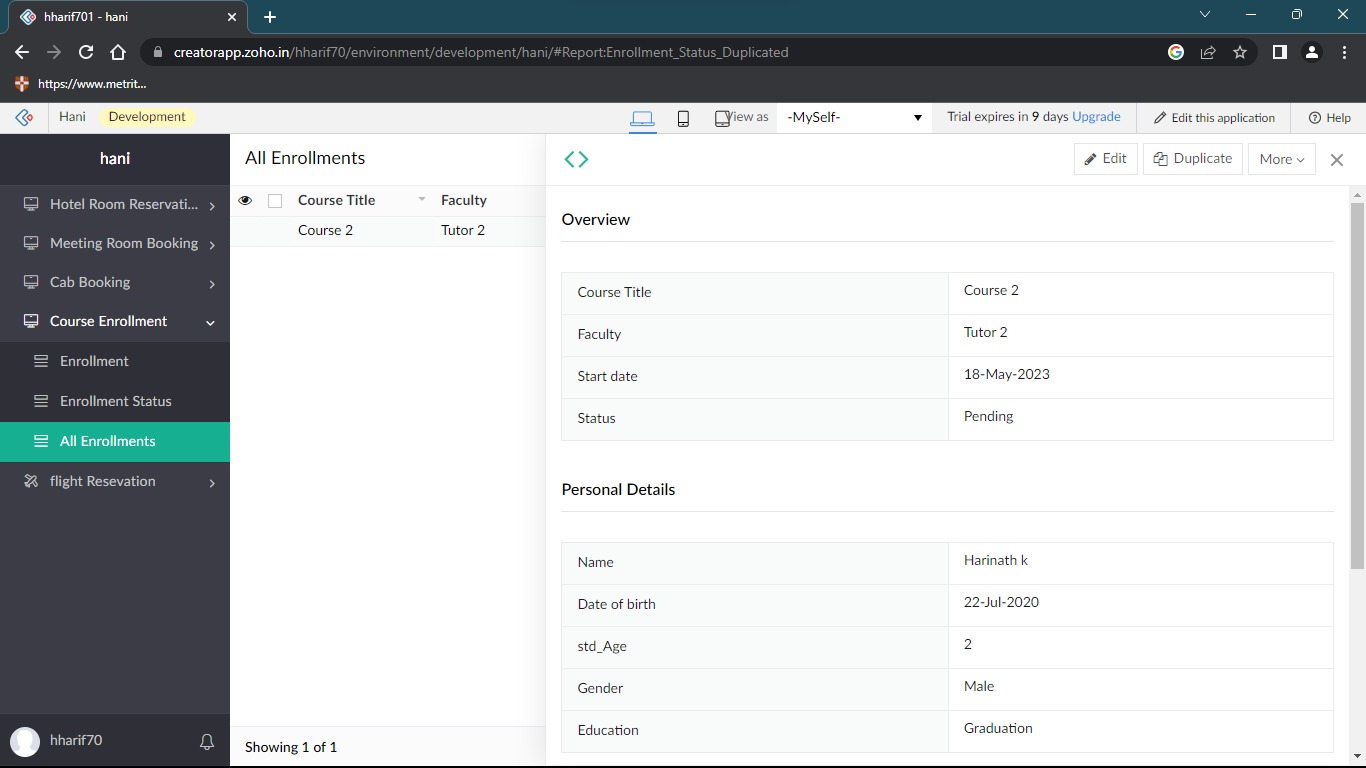 hharif701 - hani
creatorapp.zoho.in/hharif70/environment/development/hani/#Report:Enrollment_Status_Duplicated
https://www.metrit...
Hani Development View as -MySelf- Trial expires in 9 days Upgrade Edit this application Help
hani
Hotel Room Reservati...
Meeting Room Booking
Cab Booking
Course Enrollment
Enrollment
Enrollment Status
All Enrollments
flight Resevation
hharif70
All Enrollments
Course Title Faculty
Course 2 Tutor 2
Showing 1 of 1
Edit Duplicate More
Overview
Course Title Course 2
Faculty Tutor 2
Start date 18-May-2023
Status Pending
Personal Details
Name Harinath k
Date of birth 22-Jul-2020
std_Age 2
Gender Male
Education Graduation